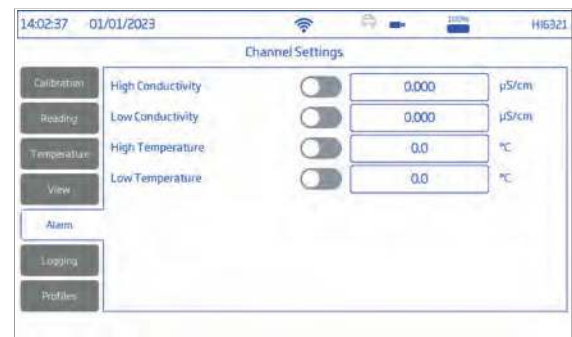 14:02:37 01/01/2023 100% HI6321
Channel Settings
Calibration
High Conductivity 0.000 µS/cm
Reading
Low Conductivity 0.000 µS/cm
Temperature
High Temperature 0.0 °C
View
Low Temperature 0.0 °C
Alarm
Logging
Profiles